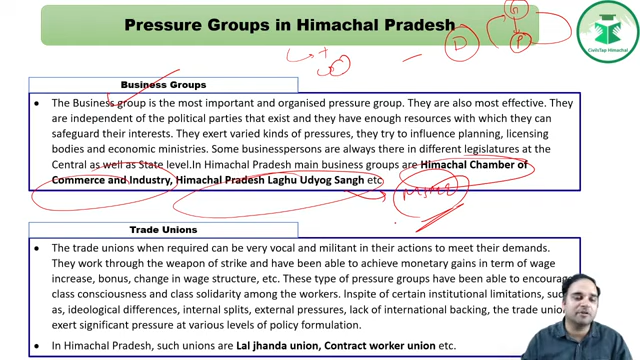 Pressure Groups in Himachal Pradesh
G
P
D
CivilsTap Himachal
Business Groups
• The Business group is the most important and organised pressure group. They are also most effective. They
are independent of the political parties that exist and they have enough resources with which they can
safeguard their interests. They exert varied kinds of pressures, they try to influence planning, licensing
bodies and economic ministries. Some businesspersons are always there in different legislatures at the
Central as well as State level.In Himachal Pradesh main business groups are Himachal Chamber of
Commerce and Industry, Himachal Pradesh Laghu Udyog Sangh etc
MSME
Trade Unions
• The trade unions when required can be very vocal and militant in their actions to meet their demands.
They work through the weapon of strike and have been able to achieve monetary gains in term of wage
increase, bonus, change in wage structure, etc. These type of pressure groups have been able to encourag
class consciousness and class solidarity among the workers. Inspite of certain institutional limitations, suc
as, ideological differences, internal splits, external pressures, lack of international backing, the trade union
exert significant pressure at various levels of policy formulation.
• In Himachal Pradesh, such unions are Lal jhanda union, Contract worker union etc.